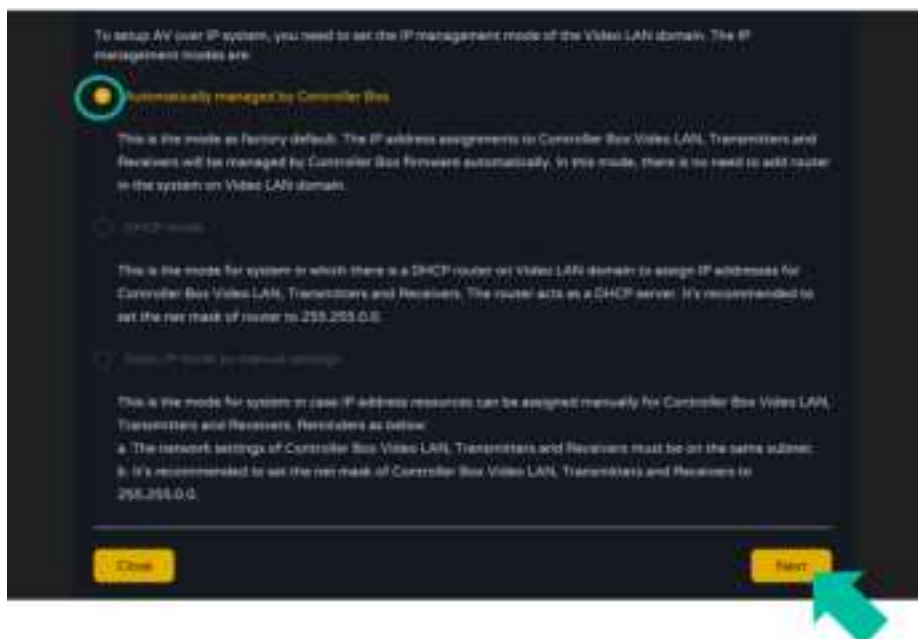 To setup AV over IP system, you need to set the IP management mode of the Video LAN domain. The IP
management modes are:
Automatically managed by Controller Box
This is the mode as factory default. The IP address assignments to Controller Box Video LAN, Transmitters and
Receivers will be managed by Controller Box firmware automatically. In this mode, there is no need to add router
in the system on Video LAN domain.
DHCP mode
This is the mode for system in which there is a DHCP router on Video LAN domain to assign IP addresses for
Controller Box Video LAN, Transmitters and Receivers. The router acts as a DHCP server. It's recommended to
set the net mask of router to 255.255.0.0.
Static IP mode by manual settings
This is the mode for system in case IP address resources can be assigned manually for Controller Box Video LAN,
Transmitters and Receivers. Reminders as below:
a. The network settings of Controller Box Video LAN, Transmitters and Receivers must be on the same subnet.
b. It's recommended to set the net mask of Controller Box Video LAN, Transmitters and Receivers to
255.255.0.0.
Close
Next